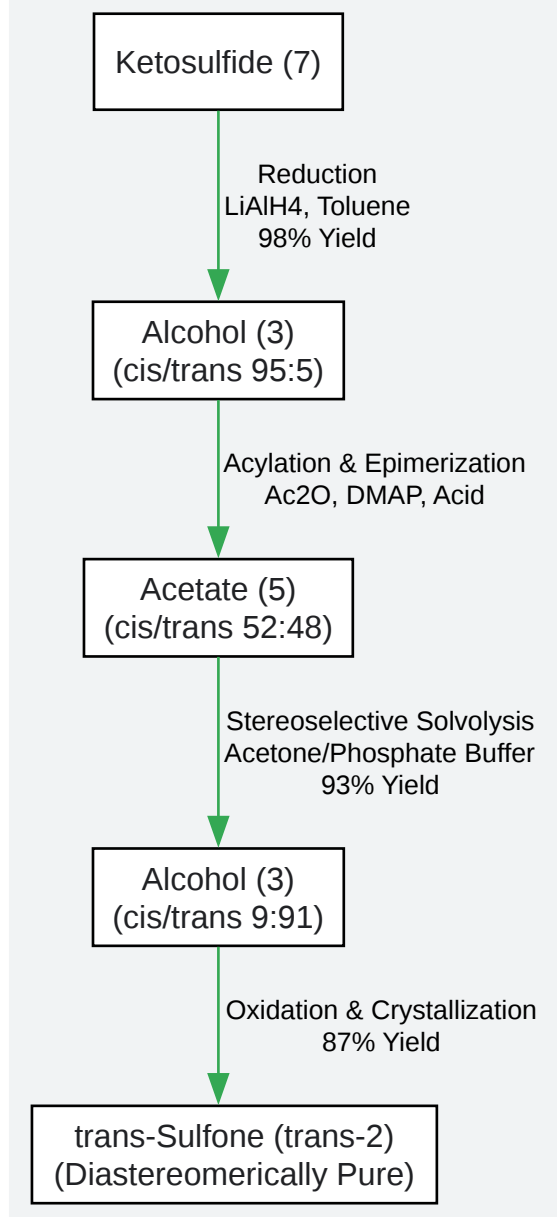 Ketosulfide (7)
Reduction
LiAlH4, Toluene
98% Yield
Alcohol (3)
(cis/trans 95:5)
Acylation & Epimerization
Ac2O, DMAP, Acid
Acetate (5)
(cis/trans 52:48)
Stereoselective Solvolysis
Acetone/Phosphate Buffer
93% Yield
Alcohol (3)
(cis/trans 9:91)
Oxidation & Crystallization
87% Yield
trans-Sulfone (trans-2)
(Diastereomerically Pure)